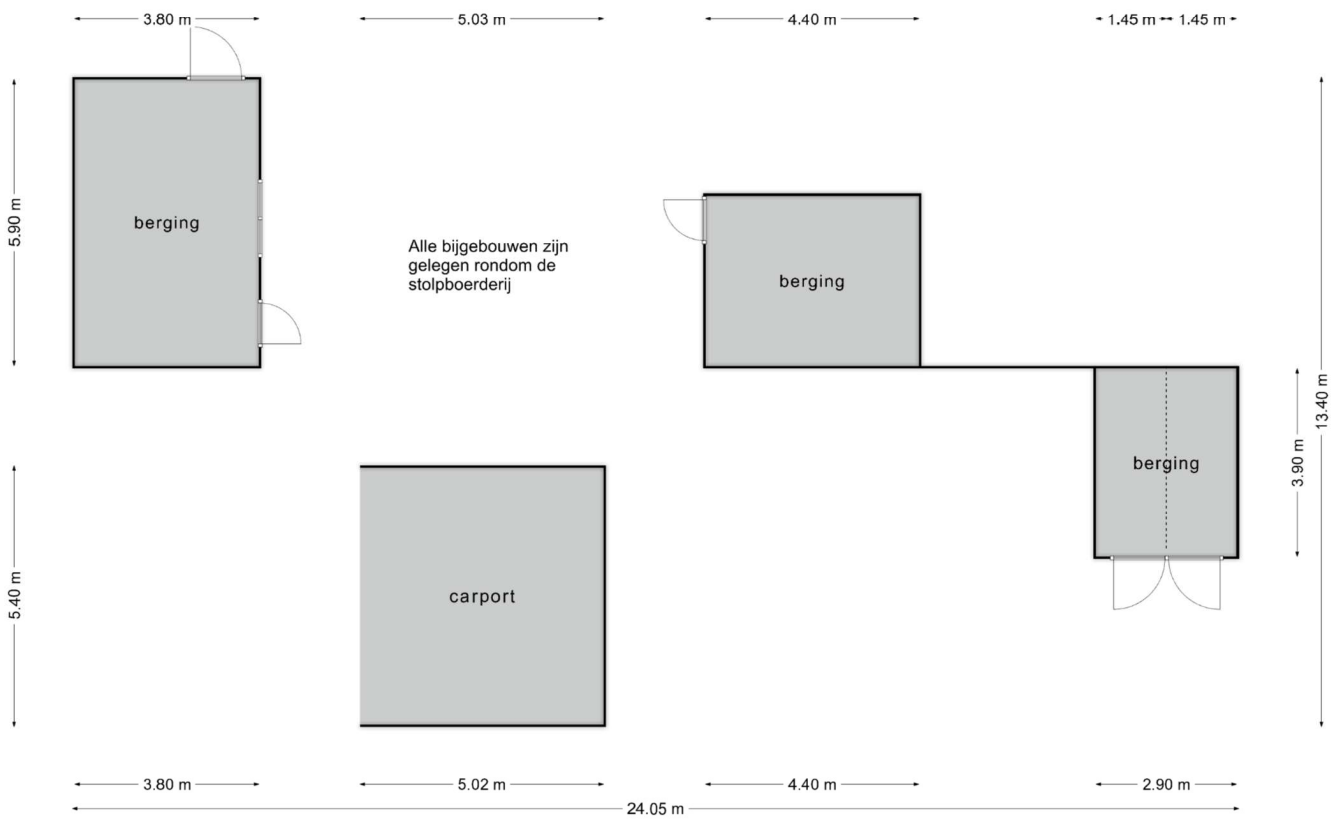 3.80 m
5.03 m
4.40 m
1.45 m
1.45 m
5.90 m
berging
Alle bijgebouwen zijn
gelegen rondom de
stolpboerderij
berging
13.40 m
3.90 m
berging
5.40 m
carport
3.80 m
5.02 m
4.40 m
2.90 m
24.05 m